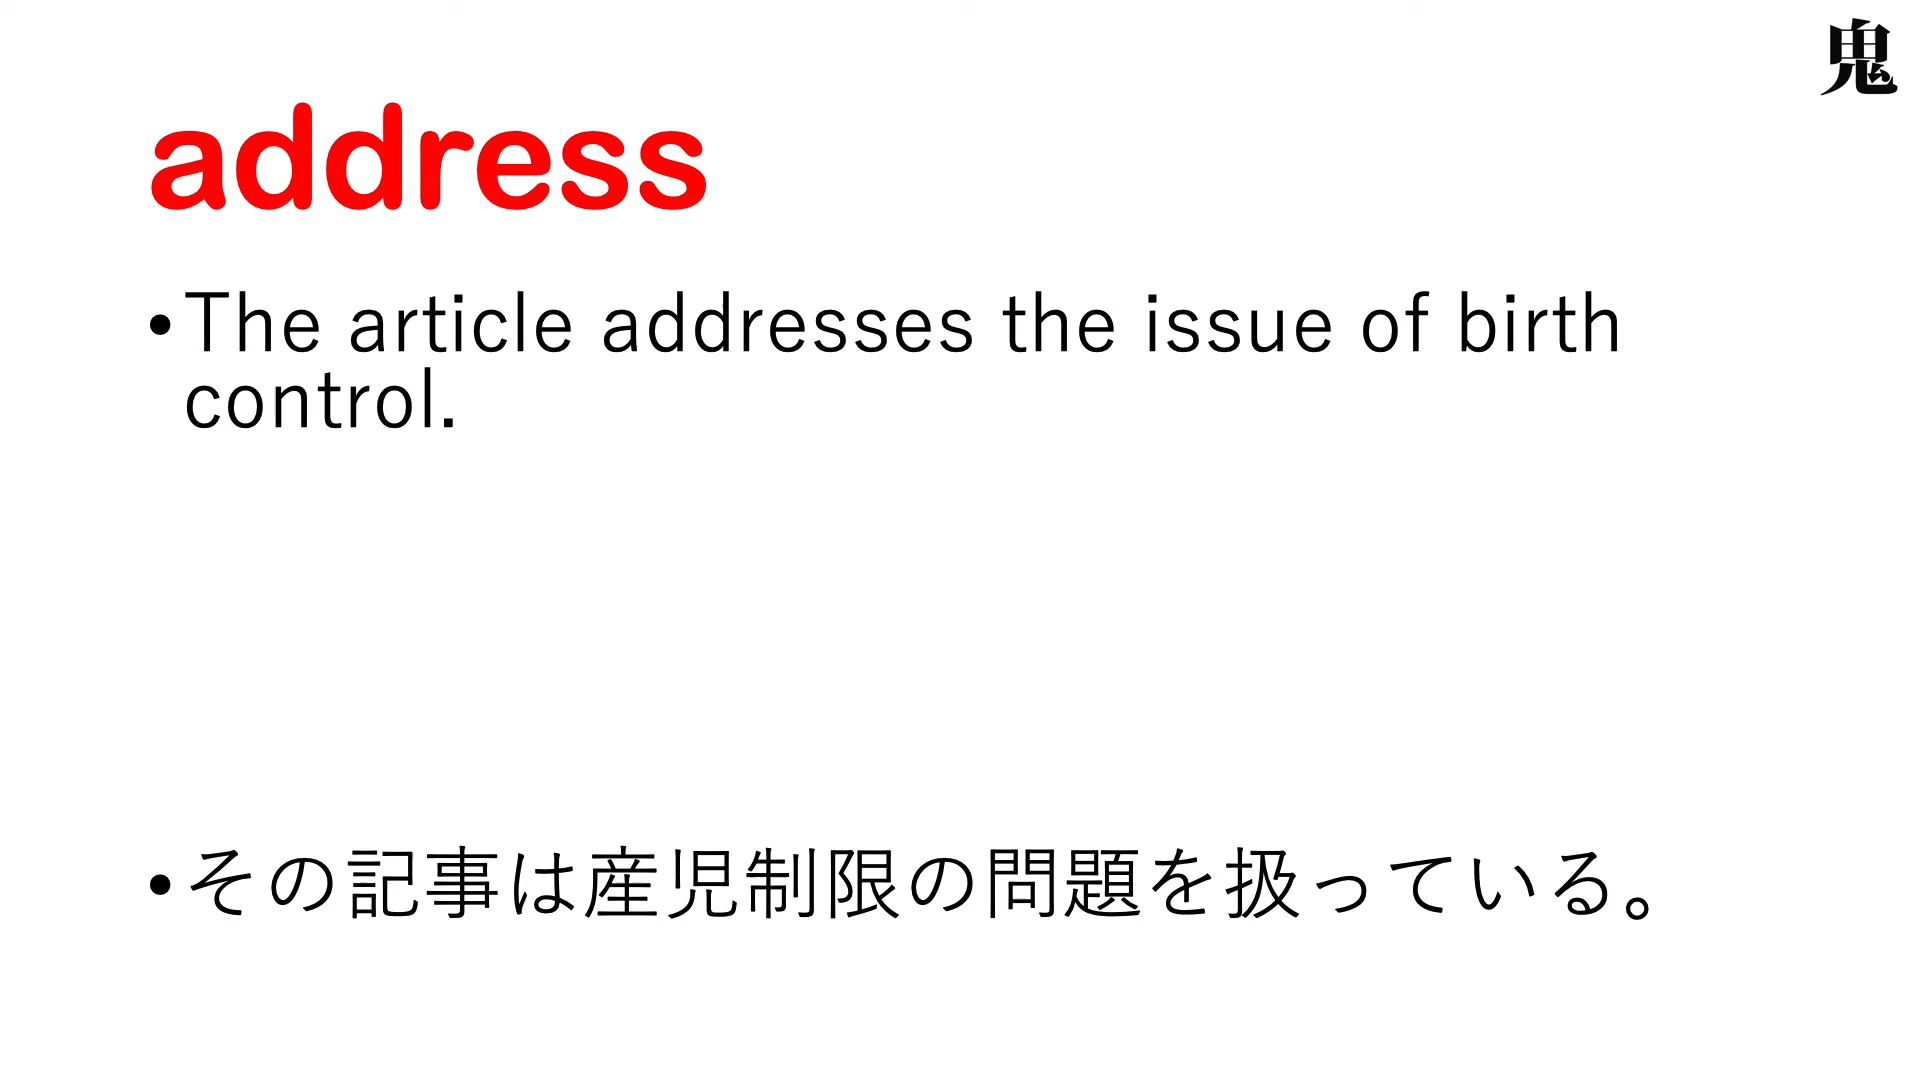 鬼
address
•The article addresses the issue of birth
control.
•その記事は産児制限の問題を扱っている。